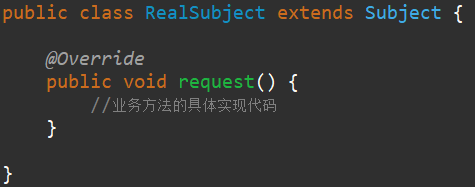 public class RealSubject extends Subject {
@Override
public void request() {
//业务方法的具体实现代码
}
}